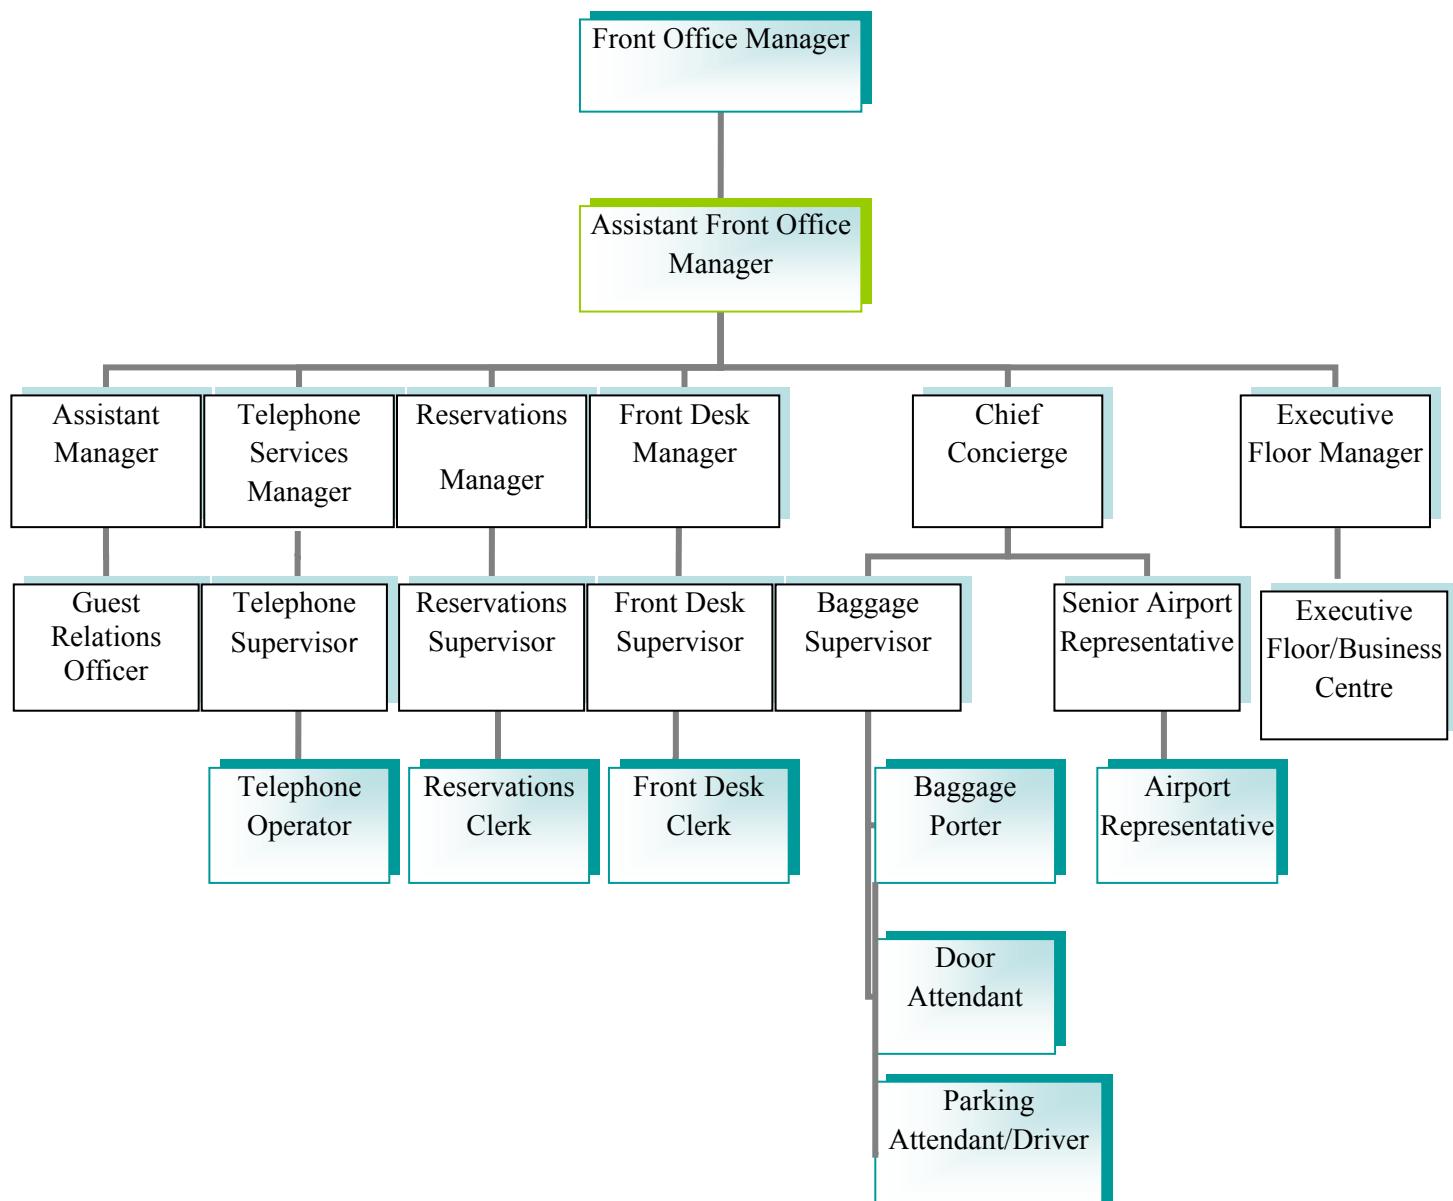 Front Office Manager
Assistant Front Office
Manager
Assistant
Manager
Telephone
Services
Manager
Reservations
Manager
Front Desk
Manager
Chief
Concierge
Executive
Floor Manager
Guest
Relations
Officer
Telephone
Supervisor
Reservations
Supervisor
Front Desk
Supervisor
Baggage
Supervisor
Senior Airport
Representative
Executive
Floor/Business
Centre
Telephone
Operator
Reservations
Clerk
Front Desk
Clerk
Baggage
Porter
Airport
Representative
Door
Attendant
Parking
Attendant/Driver